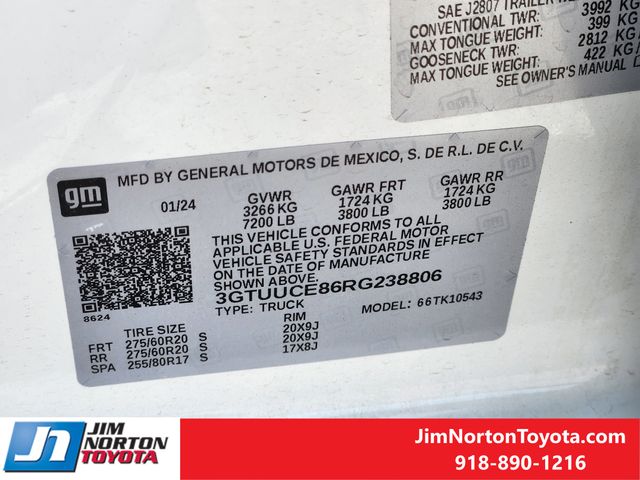 SAE J2807 TRAILER
CONVENTIONAL TWR: 3992 KG/
MAX TONGUE WEIGHT: 399 KG/
GOOSENECK TWR: 2812 KG/
MAX TONGUE WEIGHT: 422 KG/
SEE OWNER'S MANUAL
gm
MFD BY GENERAL MOTORS DE MEXICO, S. DE R.L. DE C.V.
01/24 GVWR GAWR FRT GAWR RR
3266 KG 1724 KG 1724 KG
7200 LB 3800 LB 3800 LB
THIS VEHICLE CONFORMS TO ALL
APPLICABLE U.S. FEDERAL MOTOR
VEHICLE SAFETY STANDARDS IN EFFECT
ON THE DATE OF MANUFACTURE
3GTUUCE86RG238806
TYPE: TRUCK MODEL: 66TK10543
8624
TIRE SIZE RIM
FRT 275/60R20 S 20X9J
RR 275/60R20 S 20X9J
SPA 255/80R17 S 17X8J
JIM NORTON TOYOTA
JimNortonToyota.com
918-890-1216